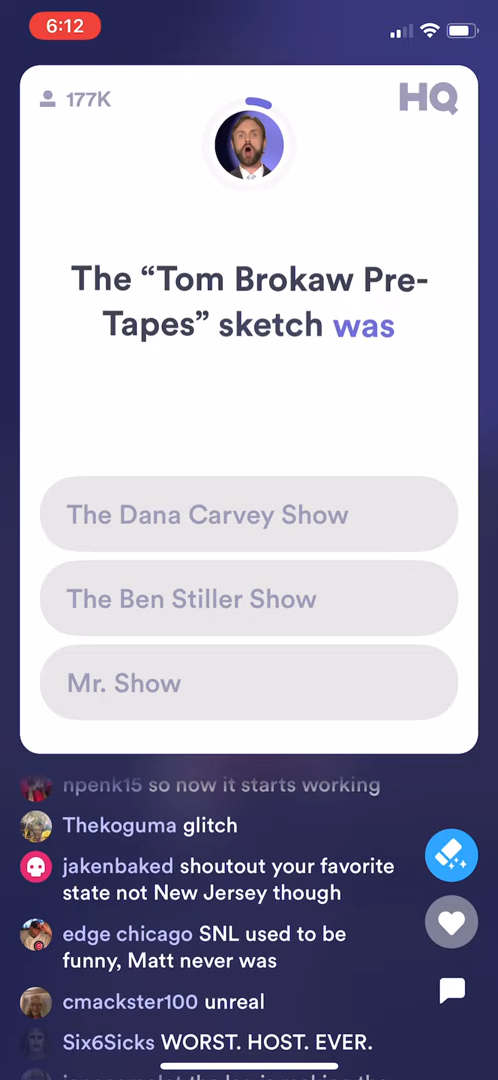 6:12
177K
HQ
The “Tom Brokaw Pre-
Tapes” sketch was
The Dana Carvey Show
The Ben Stiller Show
Mr. Show
npenk15 so now it starts working
Thekoguma glitch
jakenbaked shoutout your favorite
state not New Jersey though
edge chicago SNL used to be
funny, Matt never was
cmackster100 unreal
Six6Sicks WORST. HOST. EVER.